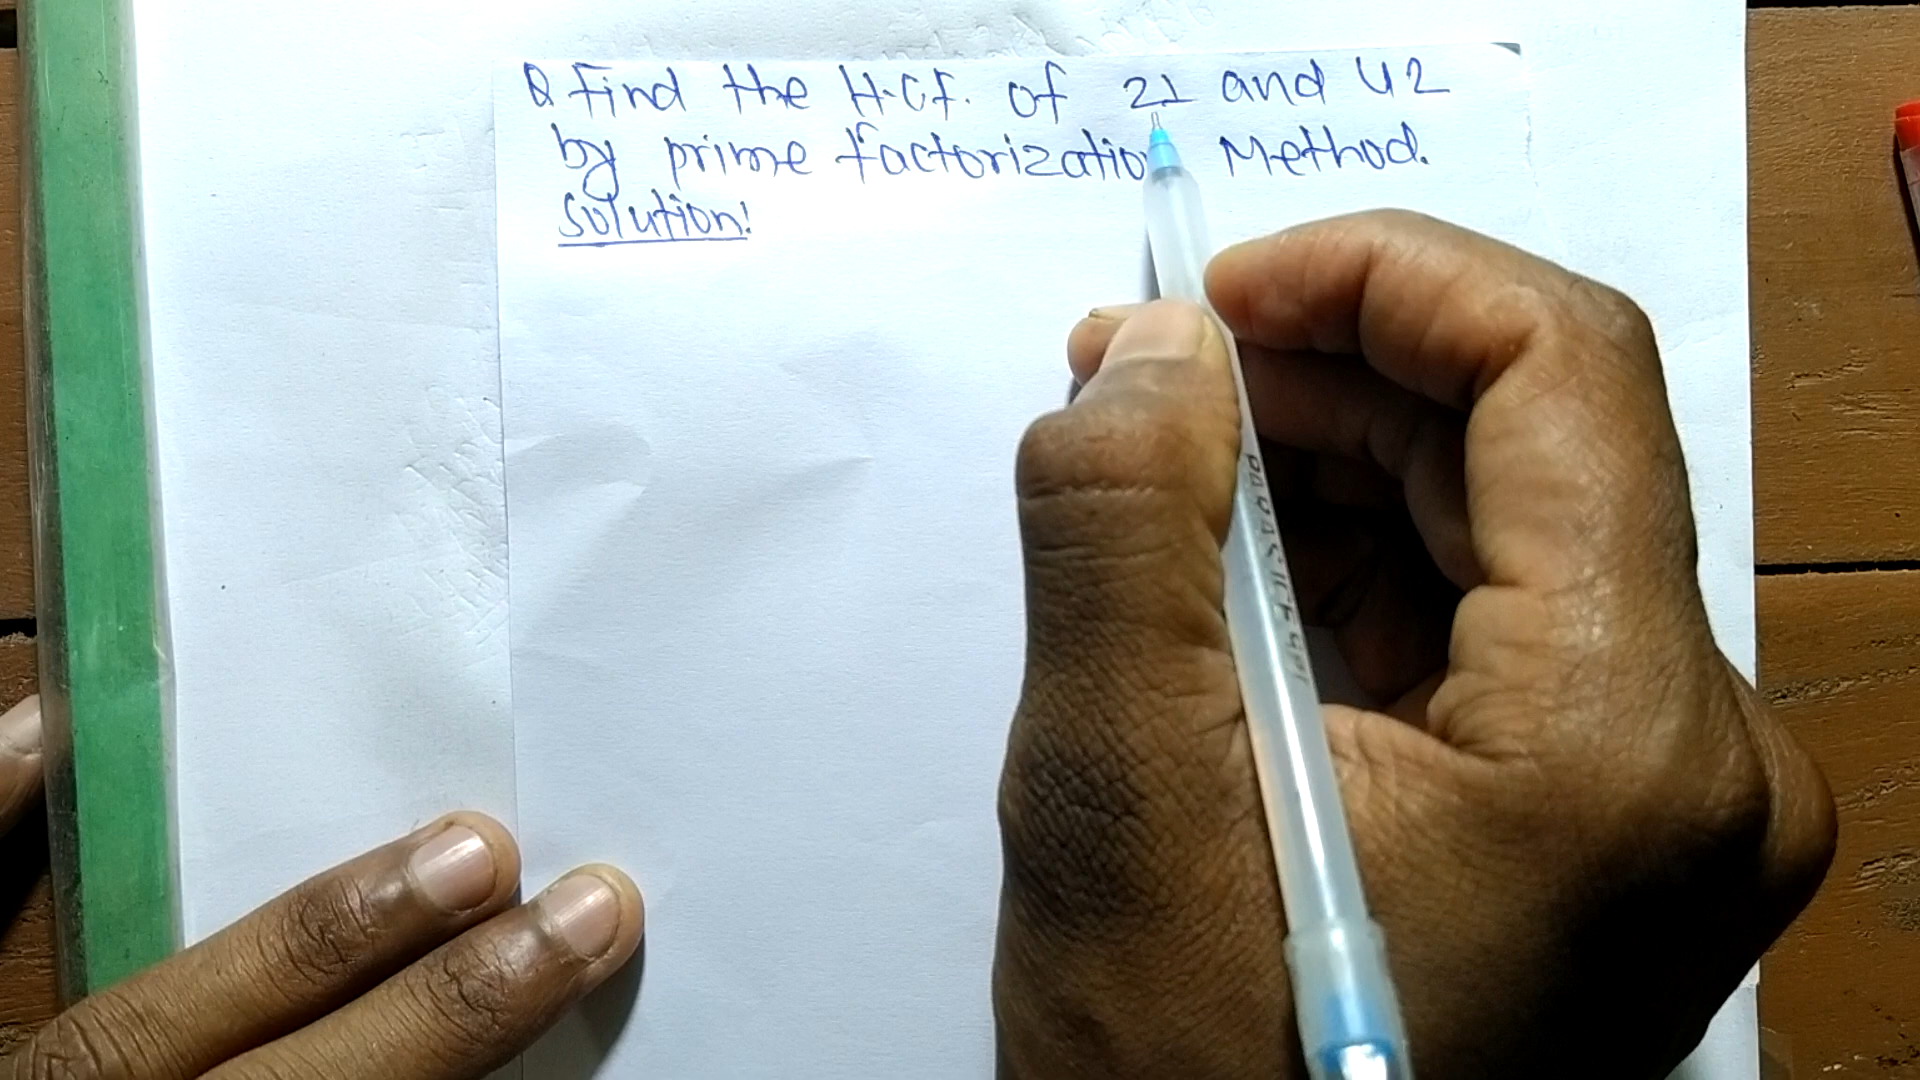 Q Find the H.C.F. of 21 and 42
by prime factorization Method.
Solution!